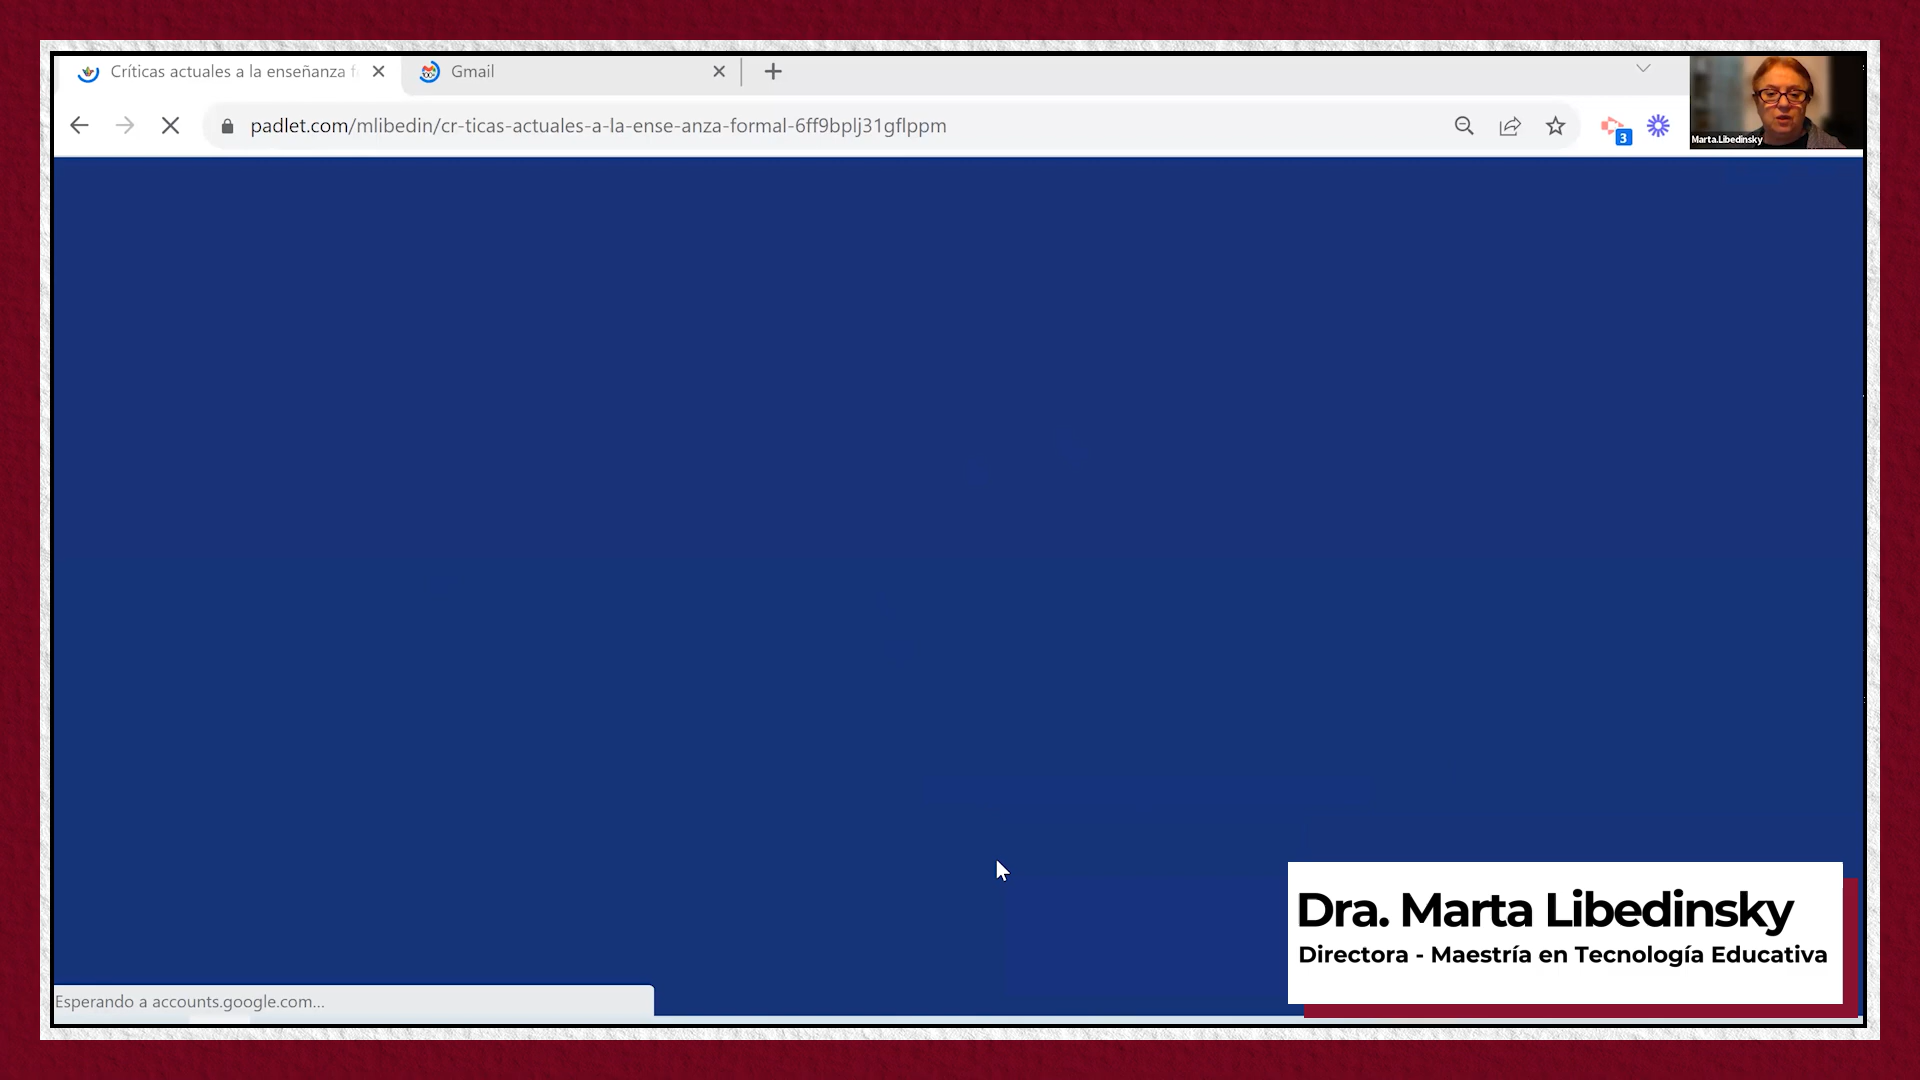 Críticas actuales a la enseñanza f
Gmail
padlet.com/mlibedin/cr-ticas-actuales-a-la-ense-anza-formal-6ff9bplj31gflppm
3
Marta.Libedinsky
Dra. Marta Libedinsky
Directora - Maestría en Tecnología Educativa
Esperando a accounts.google.com...